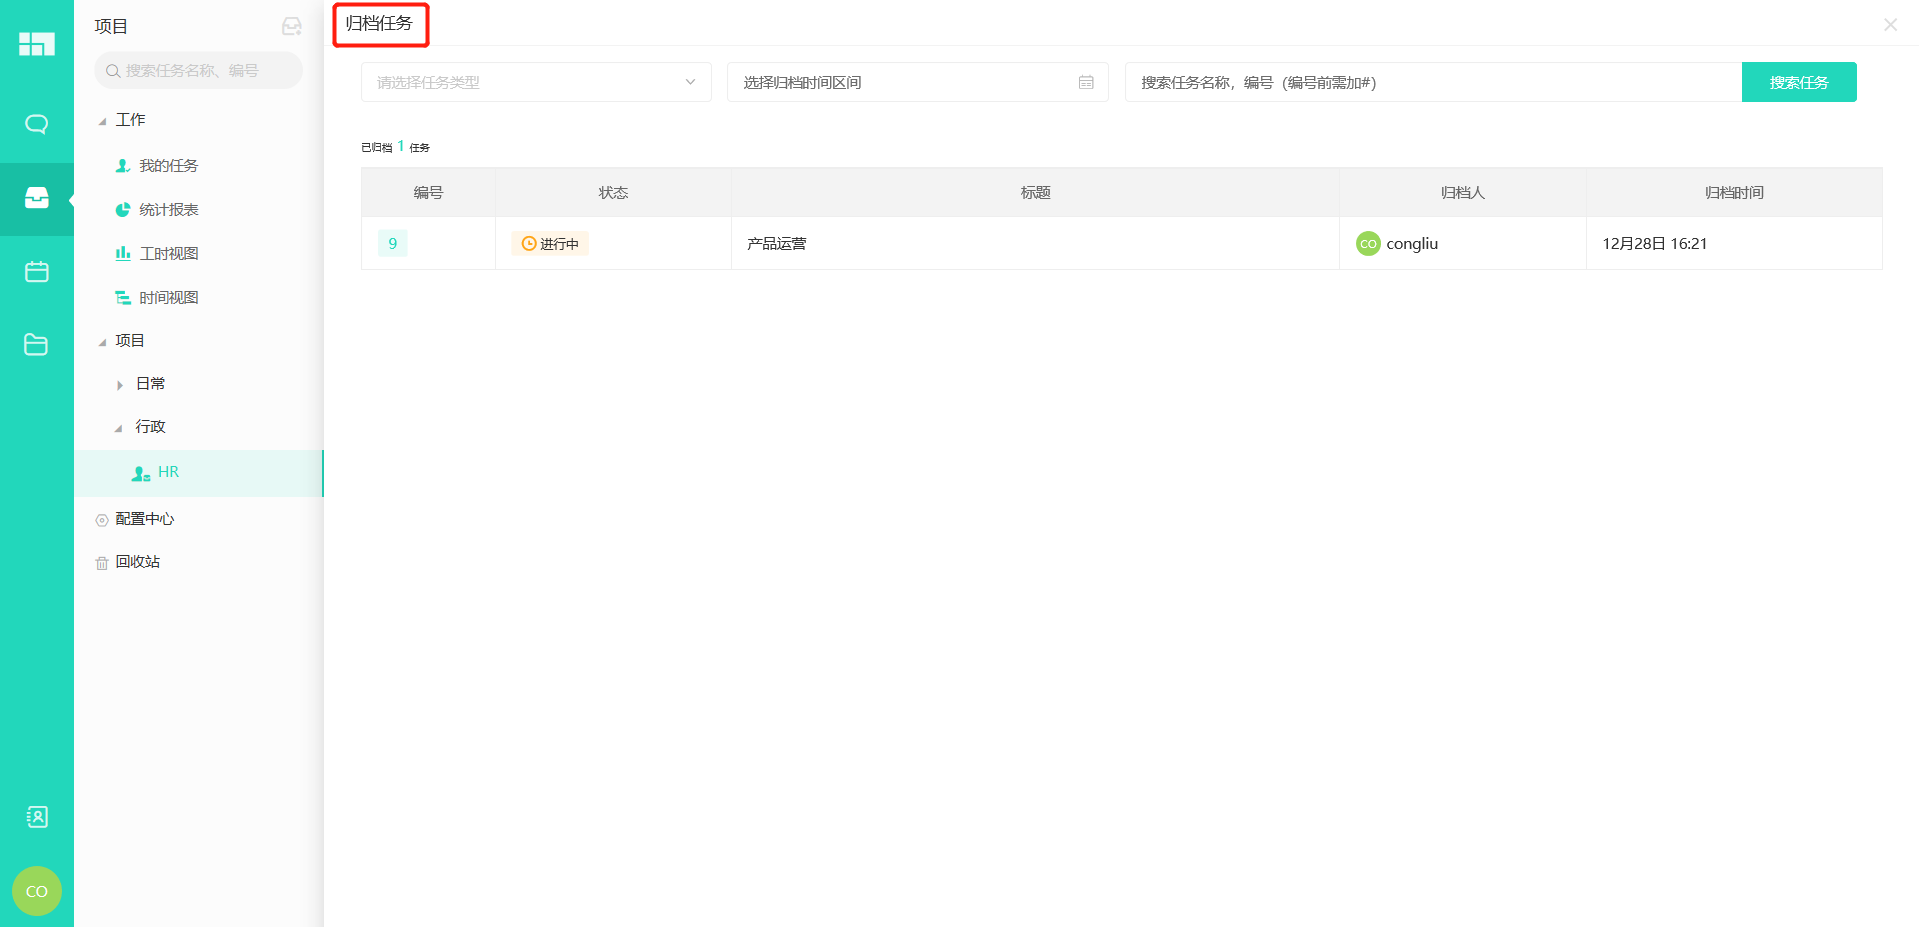 项目
搜索任务名称、编号
工作
我的任务
统计报表
工时视图
时间视图
项目
日常
行政
HR
配置中心
回收站
CO
归档任务
请选择任务类型
选择归档时间区间
搜索任务名称，编号（编号前需加#）
搜索任务
已归档 1 任务
编号 状态 标题 归档人 归档时间
9 进行中 产品运营 CO congliu 12月28日 16:21